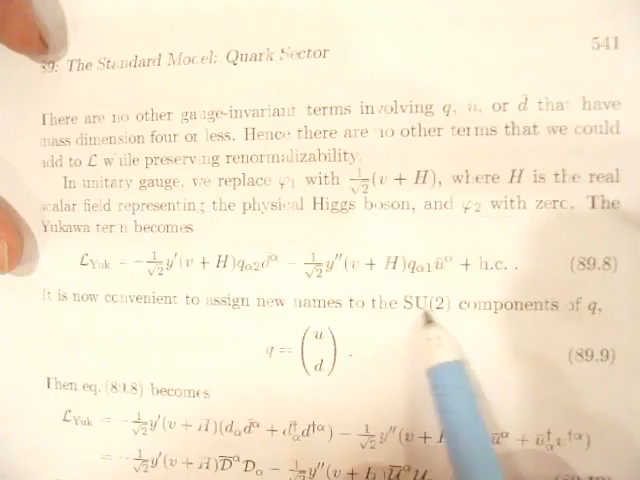 89: The Standard Model: Quark Sector 541
There are no other gauge-invariant terms involving q, ū, or d̄ that have
mass dimension four or less. Hence there are no other terms that we could
add to ℒ while preserving renormalizability.
In unitary gauge, we replace φ₁ with 1/√2(v + H), where H is the real
scalar field representing the physical Higgs boson, and φ₂ with zero. The
Yukawa term becomes
ℒ_Yuk = −1/√2 y′(v + H)q_{α2}d̄^α − 1/√2 y″(v + H)q_{α1}ū^α + h.c. . (89.8)
It is now convenient to assign new names to the SU(2) components of q,
q = ( u d ) . (89.9)
Then eq. (89.8) becomes
ℒ_Yuk = −1/√2 y′(v + H)(d_α d̄^α + d̄†_α d^{†α}) − 1/√2 y″(v + ū^α + ū†_α u^{†α})
= −1/√2 y′(v + H)D̄^α D_α − 1/√2 y″(v + H)Ū^α U